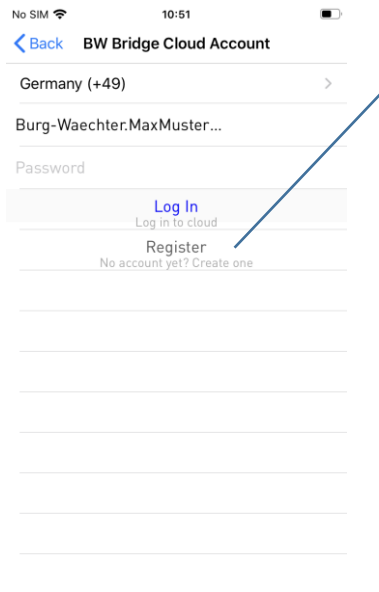 No SIM 10:51
Back BW Bridge Cloud Account
Germany (+49)
Burg-Waechter.MaxMuster...
Password
Log In
Log in to cloud
Register
No account yet? Create one